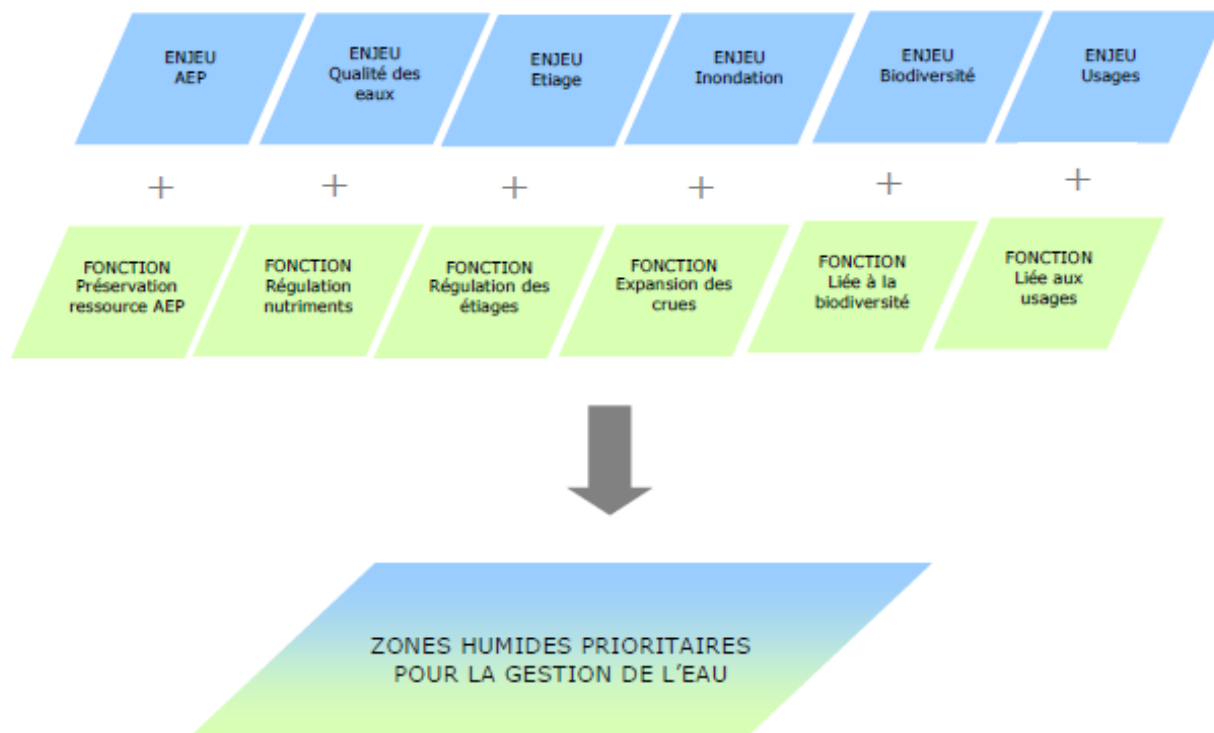 ENJEU
AEP
ENJEU
Qualité des
eaux
ENJEU
Etiage
ENJEU
Inondation
ENJEU
Biodiversité
ENJEU
Usages
+ + + + + +
FONCTION
Préservation
ressource AEP
FONCTION
Régulation
nutriments
FONCTION
Régulation des
étiages
FONCTION
Expansion des
crues
FONCTION
Liée à la
biodiversité
FONCTION
Liée aux
usages
ZONES HUMIDES PRIORITAIRES
POUR LA GESTION DE L'EAU